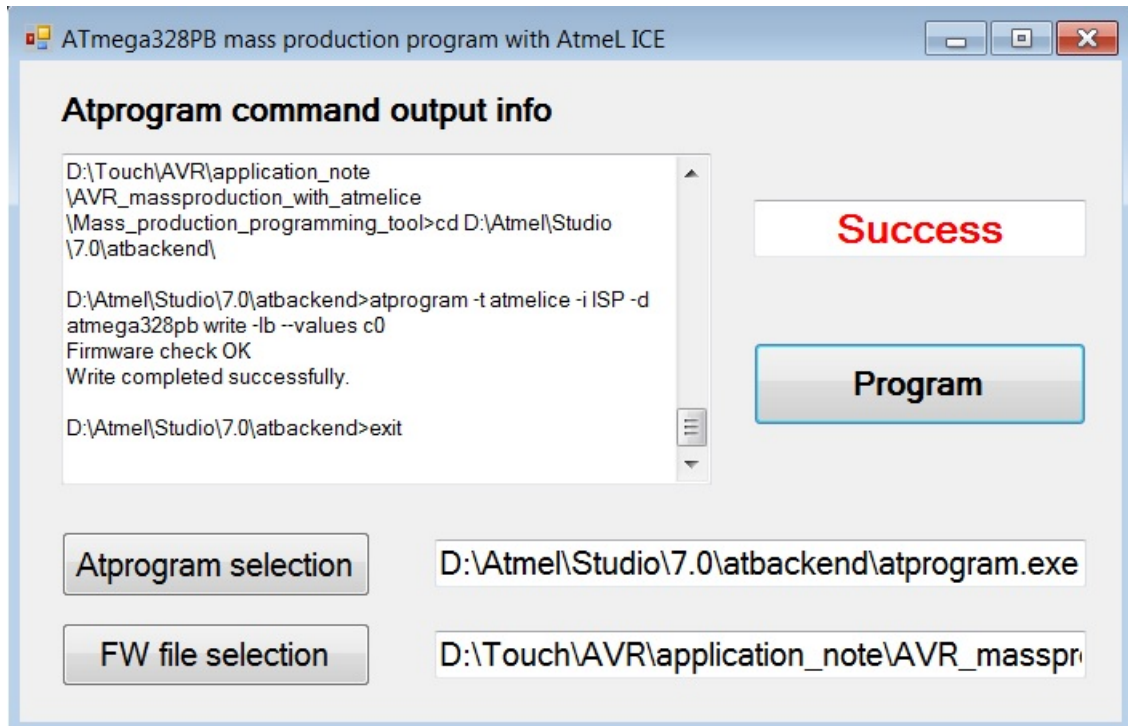 ATmega328PB mass production program with AtmeL ICE
Atprogram command output info
D:\Touch\AVR\application_note
\AVR_massproduction_with_atmelice
\Mass_production_programming_tool>cd D:\Atmel\Studio
\7.0\atbackend\
D:\Atmel\Studio\7.0\atbackend>atprogram -t atmelice -i ISP -d
atmega328pb write -lb --values c0
Firmware check OK
Write completed successfully.
D:\Atmel\Studio\7.0\atbackend>exit
Success
Program
Atprogram selection
D:\Atmel\Studio\7.0\atbackend\atprogram.exe
FW file selection
D:\Touch\AVR\application_note\AVR_masspr